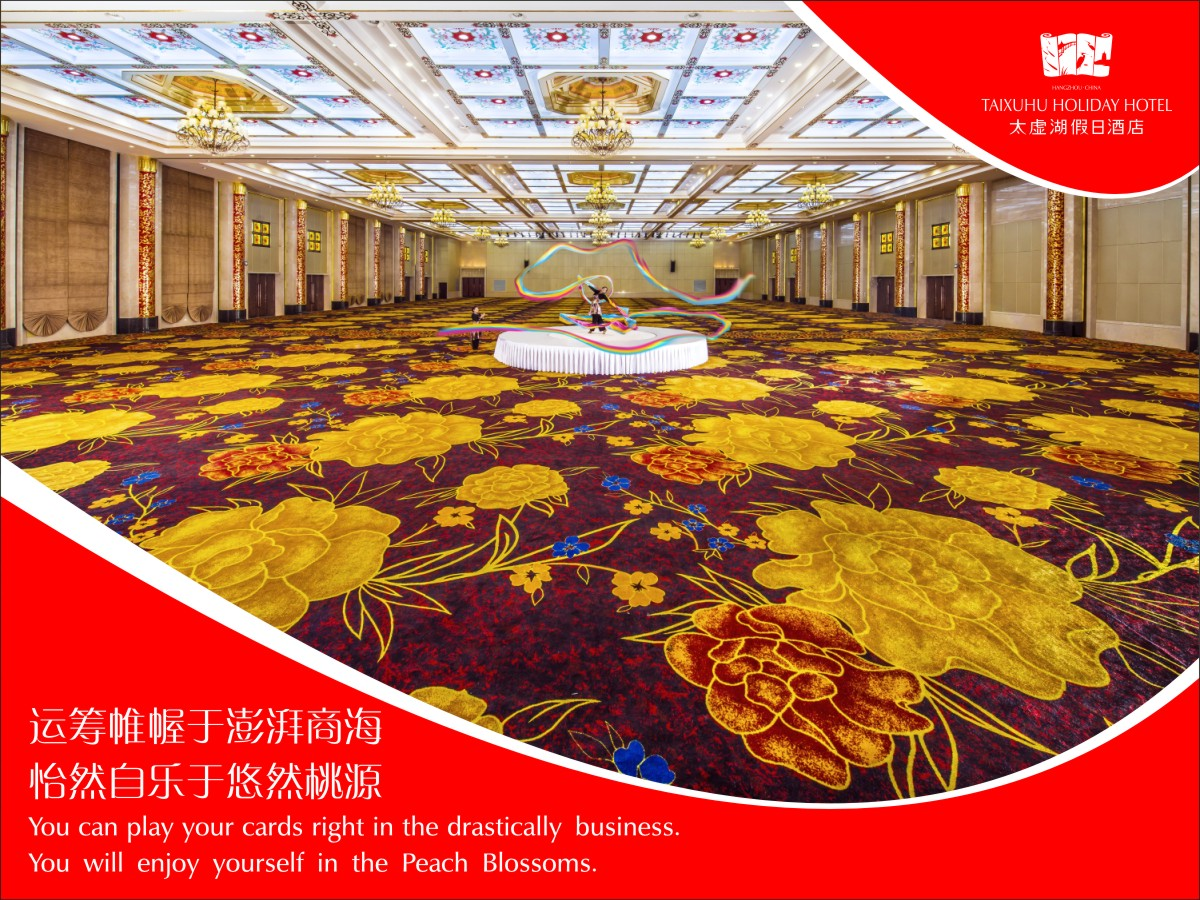 HANGZHOU·CHINA
TAIXUHU HOLIDAY HOTEL
太虚湖假日酒店
运筹帷幄于澎湃商海
怡然自乐于悠然桃源
You can play your cards right in the drastically business.
You will enjoy yourself in the Peach Blossoms.